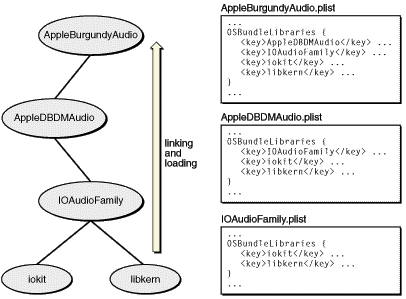 AppleBurgundyAudio
AppleDBDMAudio
IOAudioFamily
iokit
libkern
linking
and
loading
AppleBurgundyAudio.plist
...
OSBundleLibraries {
<key>AppleDBDMAudio</key> ...
<key>IOAudioFamily</key> ...
<key>iokit</key> ...
<key>libkern</key> ...
}
...
AppleDBDMAudio.plist
...
OSBundleLibraries {
<key>IOAudioFamily</key> ...
<key>iokit</key> ...
<key>libkern</key> ...
}
...
IOAudioFamily.plist
...
OSBundleLibraries {
<key>iokit</key> ...
<key>libkern</key> ...
}
...